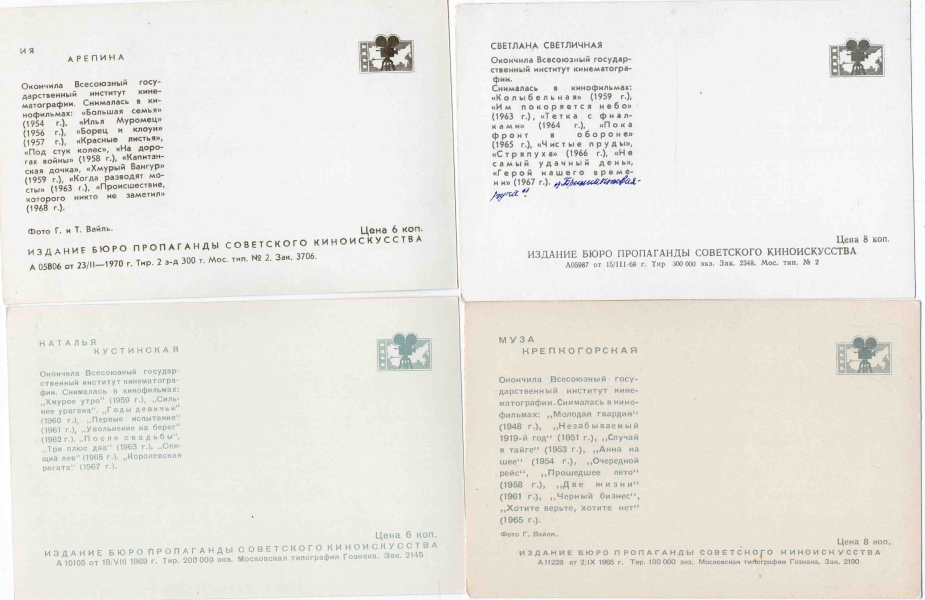 ИЯ
АРЕПИНА
Окончила Всесоюзный госу-
дарственный институт кине-
матографии. Снималась в ки-
нофильмах: «Большая семья»
(1954 г.), «Илья Муромец»
(1956 г.), «Борец и клоун»
(1957 г.), «Красные листья»,
«Под стук колес», «На доро-
гах войны» (1958 г.), «Капитан-
ская дочка», «Хмурый Вангур»
(1959 г.), «Когда разводят мо-
сты» (1963 г.), «Происшествие,
которого никто не заметил»
(1968 г.).
Фото Г. и Т. Вайль.
Цена 6 коп.
ИЗДАНИЕ БЮРО ПРОПАГАНДЫ СОВЕТСКОГО КИНОИСКУССТВА
А 05806 от 23/II—1970 г. Тир. 2 з-д 300 т. Мос. тип. № 2. Зак. 3706.
СВЕТЛАНА СВЕТЛИЧНАЯ
Окончила Всесоюзный государ-
ственный институт кинематогра-
фии.
Снималась в кинофильмах:
«Колыбельная» (1959 г.),
«Им покоряется небо»
(1963 г.), «Тетка с фиал-
ками» (1964 г.), «Пока
фронт в обороне»
(1965 г.), «Чистые пруды»,
«Стряпуха» (1966 г.), «Не
самый удачный день»,
«Герой нашего време-
ни» (1967 г.). „Бриллиантовая
рука"
Цена 8 коп.
ИЗДАНИЕ БЮРО ПРОПАГАНДЫ СОВЕТСКОГО КИНОИСКУССТВА
А05987 от 15/III-68 г. Тир. 300 000 экз. Зак. 2348. Мос. тип. № 2
НАТАЛЬЯ
КУСТИНСКАЯ
Окончила Всесоюзный государ-
ственный институт кинематогра-
фии. Снималась в кинофильмах:
„Хмурое утро" (1959 г.), „Силь-
нее урагана", „Годы девичьи"
(1960 г.), „Первые испытания"
(1961 г.), „Увольнение на берег"
(1962 г.), „После свадьбы",
„Три плюс два" (1963 г.), „Спя-
щий лев" (1965 г.), „Королевская
регата" (1967 г.).
Цена 6 коп.
ИЗДАНИЕ БЮРО ПРОПАГАНДЫ СОВЕТСКОГО КИНОИСКУССТВА
А 10105 от 18/VIII 1969 г. Тир. 200 000 экз. Московская типография Гознака. Зак. 2145
МУЗА
КРЕПКОГОРСКАЯ
Окончила Всесоюзный госу-
дарственный институт кине-
матографии. Снималась в кино-
фильмах: „Молодая гвардия"
(1948 г.), „Незабываемый
1919-й год" (1951 г.), „Случай
в тайге" (1953 г.), „Анна на
шее" (1954 г.), „Очередной
рейс", „Прошедшее лето"
(1958 г.), „Две жизни"
(1961 г.), „Черный бизнес",
„Хотите верьте, хотите нет"
(1965 г.).
Фото Г. Вайля.
Цена 8 коп.
ИЗДАНИЕ БЮРО ПРОПАГАНДЫ СОВЕТСКОГО КИНОИСКУССТВА
А 11228 от 2/IX 1965 г. Тир. 100 000 экз. Московская типография Гознака. Зак. 2190